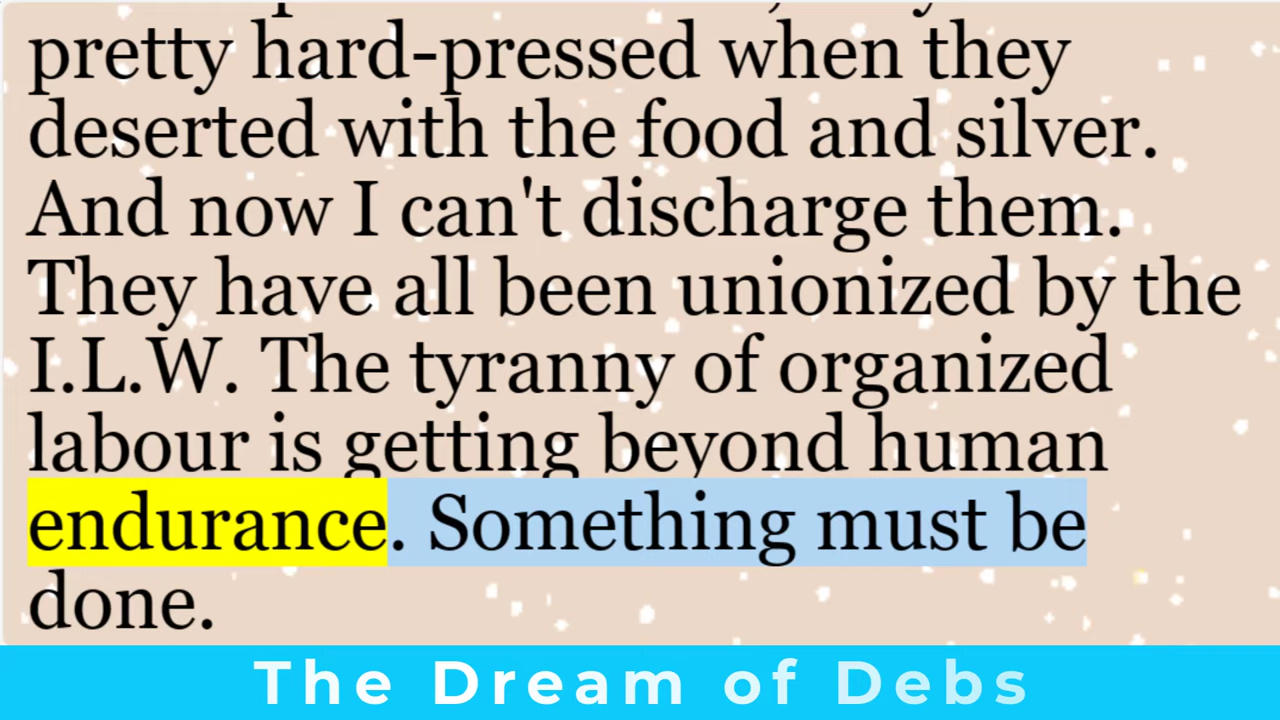 pretty hard-pressed when they
deserted with the food and silver.
And now I can't discharge them.
They have all been unionized by the
I.L.W. The tyranny of organized
labour is getting beyond human
endurance. Something must be
done.
The Dream of Debs